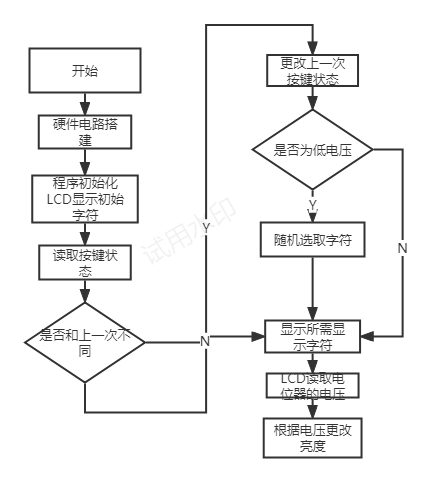 开始
硬件电路搭
建
程序初始化
LCD显示初始
字符
读取按键状
态
是否和上一次不
同
Y
N
更改上一次
按键状态
是否为低电压
Y
N
随机选取字符
显示所需显
示字符
LCD读取电
位器的电压
根据电压更改
亮度
试用水印